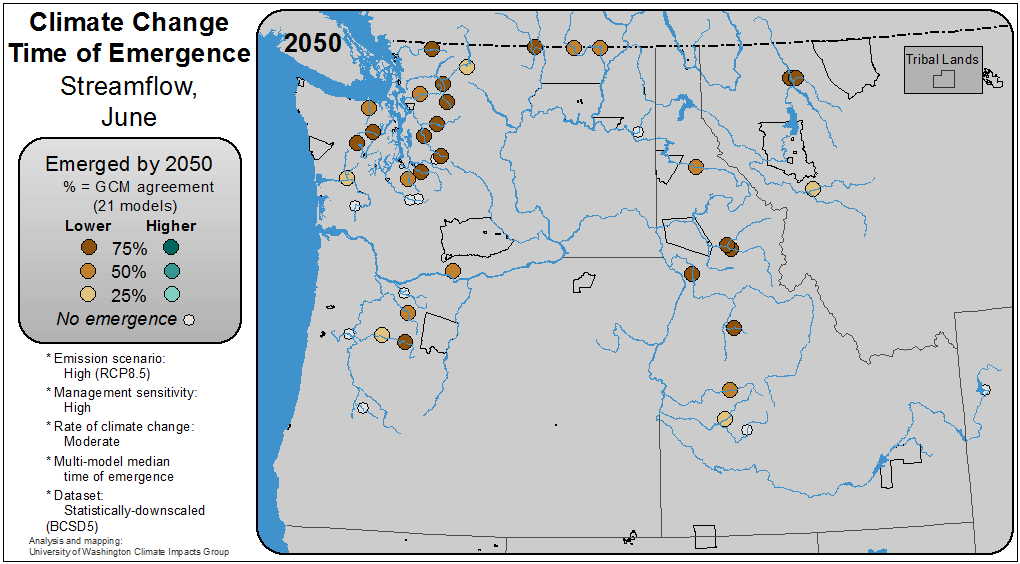 Climate Change
Time of Emergence
Streamflow,
June
Emerged by 2050
% = GCM agreement
(21 models)
Lower Higher
75%
50%
25%
No emergence
* Emission scenario:
High (RCP8.5)
* Management sensitivity:
High
* Rate of climate change:
Moderate
* Multi-model median
time of emergence
* Dataset:
Statistically-downscaled
(BCSD5)
Analysis and mapping:
University of Washington Climate Impacts Group
2050
Tribal Lands